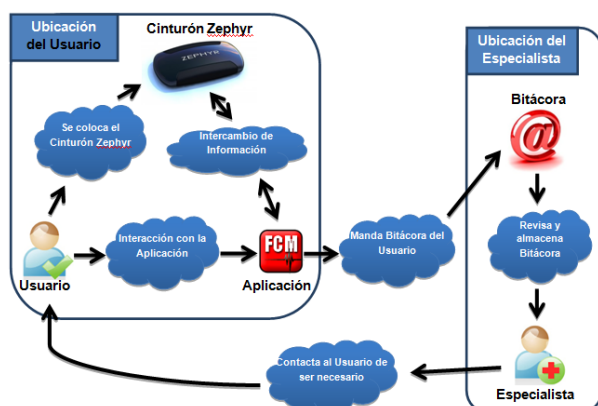 Ubicación
del Usuario
Cinturón Zephyr
ZEPHYR
Se coloca el
Cinturón Zephyr
Intercambio de
Información
Usuario
Interacción con la
Aplicación
FCM
Aplicación
Manda Bitácora del
Usuario
Ubicación del
Especialista
Bitácora
@
Revisa y
almacena
Bitácora
Especialista
Contacta al Usuario de
ser necesario